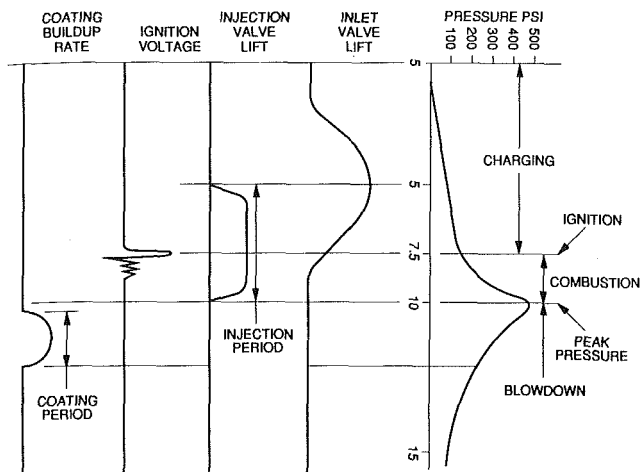 COATING
BUILDUP
RATE
IGNITION
VOLTAGE
INJECTION
VALVE
LIFT
INLET
VALVE
LIFT
PRESSURE PSI
100
200
300
400
500
5
5
7.5
10
15
CHARGING
IGNITION
COMBUSTION
PEAK
PRESSURE
BLOWDOWN
INJECTION
PERIOD
COATING
PERIOD